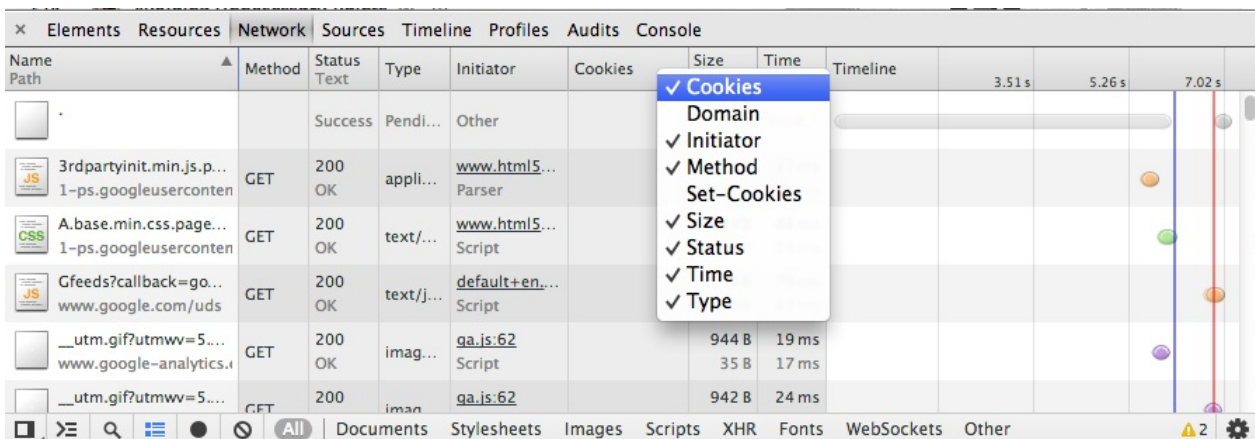 × Elements Resources Network Sources Timeline Profiles Audits Console
Name Path Method Status Text Type Initiator Cookies Size Time Timeline 3.51 s 5.26 s 7.02 s
.
Success Pendi... Other
3rdpartyinit.min.js.p... GET 200 appli... www.html5...
1-ps.googleuserconten OK Parser
A.base.min.css.page... GET 200 text/... www.html5...
1-ps.googleuserconten OK Script
Gfeeds?callback=go... GET 200 text/j... default+en....
www.google.com/uds OK Script
__utm.gif?utmwv=5.... GET 200 imag... ga.js:62 944 B 19 ms
www.google-analytics. OK Script 35 B 17 ms
__utm.gif?utmwv=5.... GET 200 imag ga.js:62 942 B 24 ms
✓ Cookies
Domain
✓ Initiator
✓ Method
Set-Cookies
✓ Size
✓ Status
✓ Time
✓ Type
All Documents Stylesheets Images Scripts XHR Fonts WebSockets Other 2
JS
CSS
JS